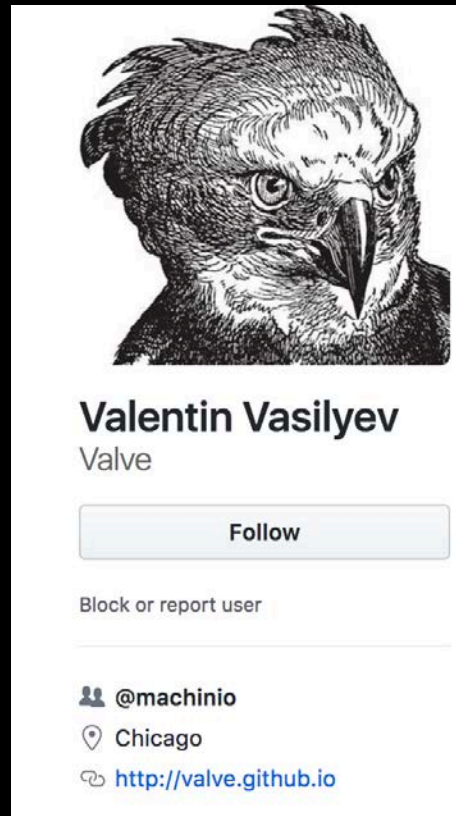 Valentin Vasilyev
Valve
Follow
Block or report user
@machinio
Chicago
http://valve.github.io